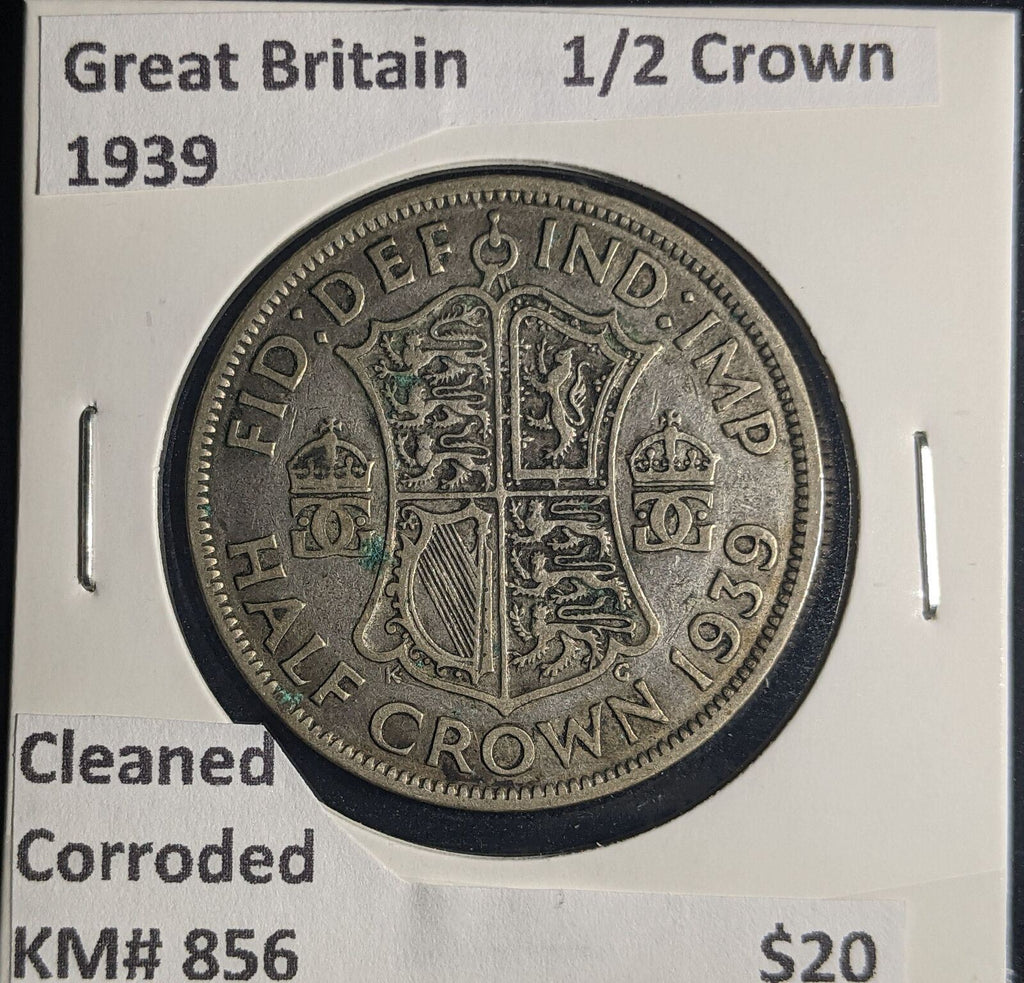 Great Britain 1/2 Crown
1939
FID: DEF IND: IMP
HALF CROWN 1939
K G
Cleaned
Corroded
KM# 856 $20